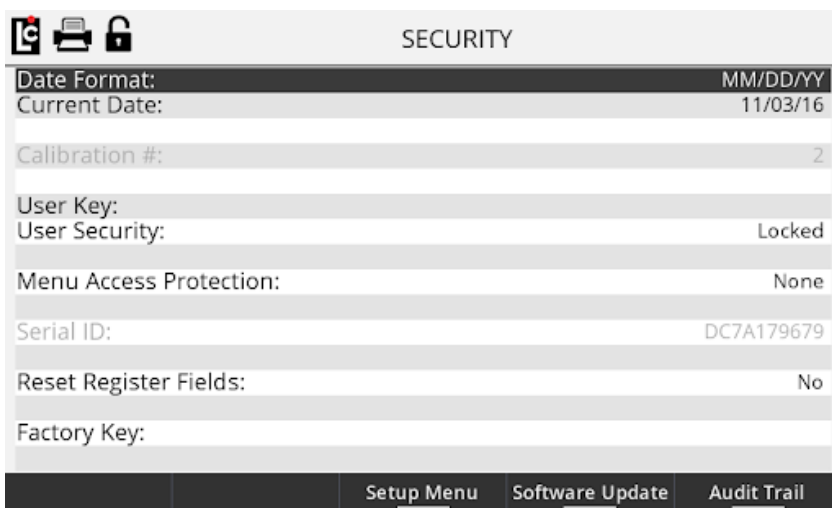 LC
SECURITY
Date Format: MM/DD/YY
Current Date: 11/03/16
Calibration #: 2
User Key:
User Security: Locked
Menu Access Protection: None
Serial ID: DC7A179679
Reset Register Fields: No
Factory Key:
Setup Menu Software Update Audit Trail